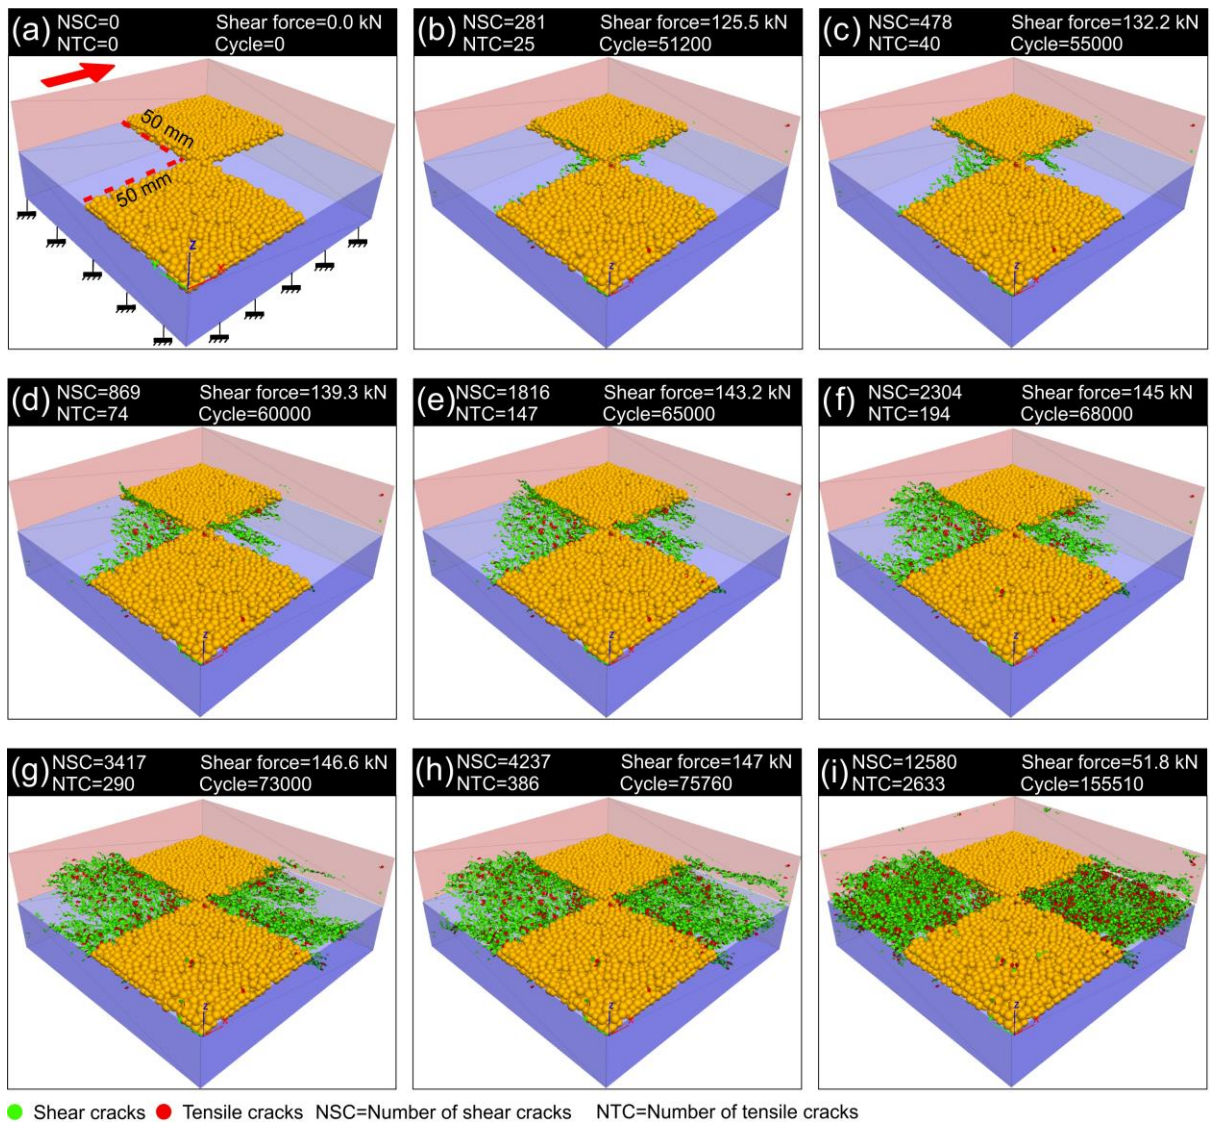 (a) NSC=0 Shear force=0.0 kN
NTC=0 Cycle=0
50 mm
50 mm
Z
Y
X
(b) NSC=281 Shear force=125.5 kN
NTC=25 Cycle=51200
z
x
(c) NSC=478 Shear force=132.2 kN
NTC=40 Cycle=55000
z
x
(d) NSC=869 Shear force=139.3 kN
NTC=74 Cycle=60000
z
x
(e) NSC=1816 Shear force=143.2 kN
NTC=147 Cycle=65000
z
x
(f) NSC=2304 Shear force=145 kN
NTC=194 Cycle=68000
z
x
(g) NSC=3417 Shear force=146.6 kN
NTC=290 Cycle=73000
z
x
(h) NSC=4237 Shear force=147 kN
NTC=386 Cycle=75760
z
x
(i) NSC=12580 Shear force=51.8 kN
NTC=2633 Cycle=155510
z
x
Shear cracks Tensile cracks NSC=Number of shear cracks NTC=Number of tensile cracks